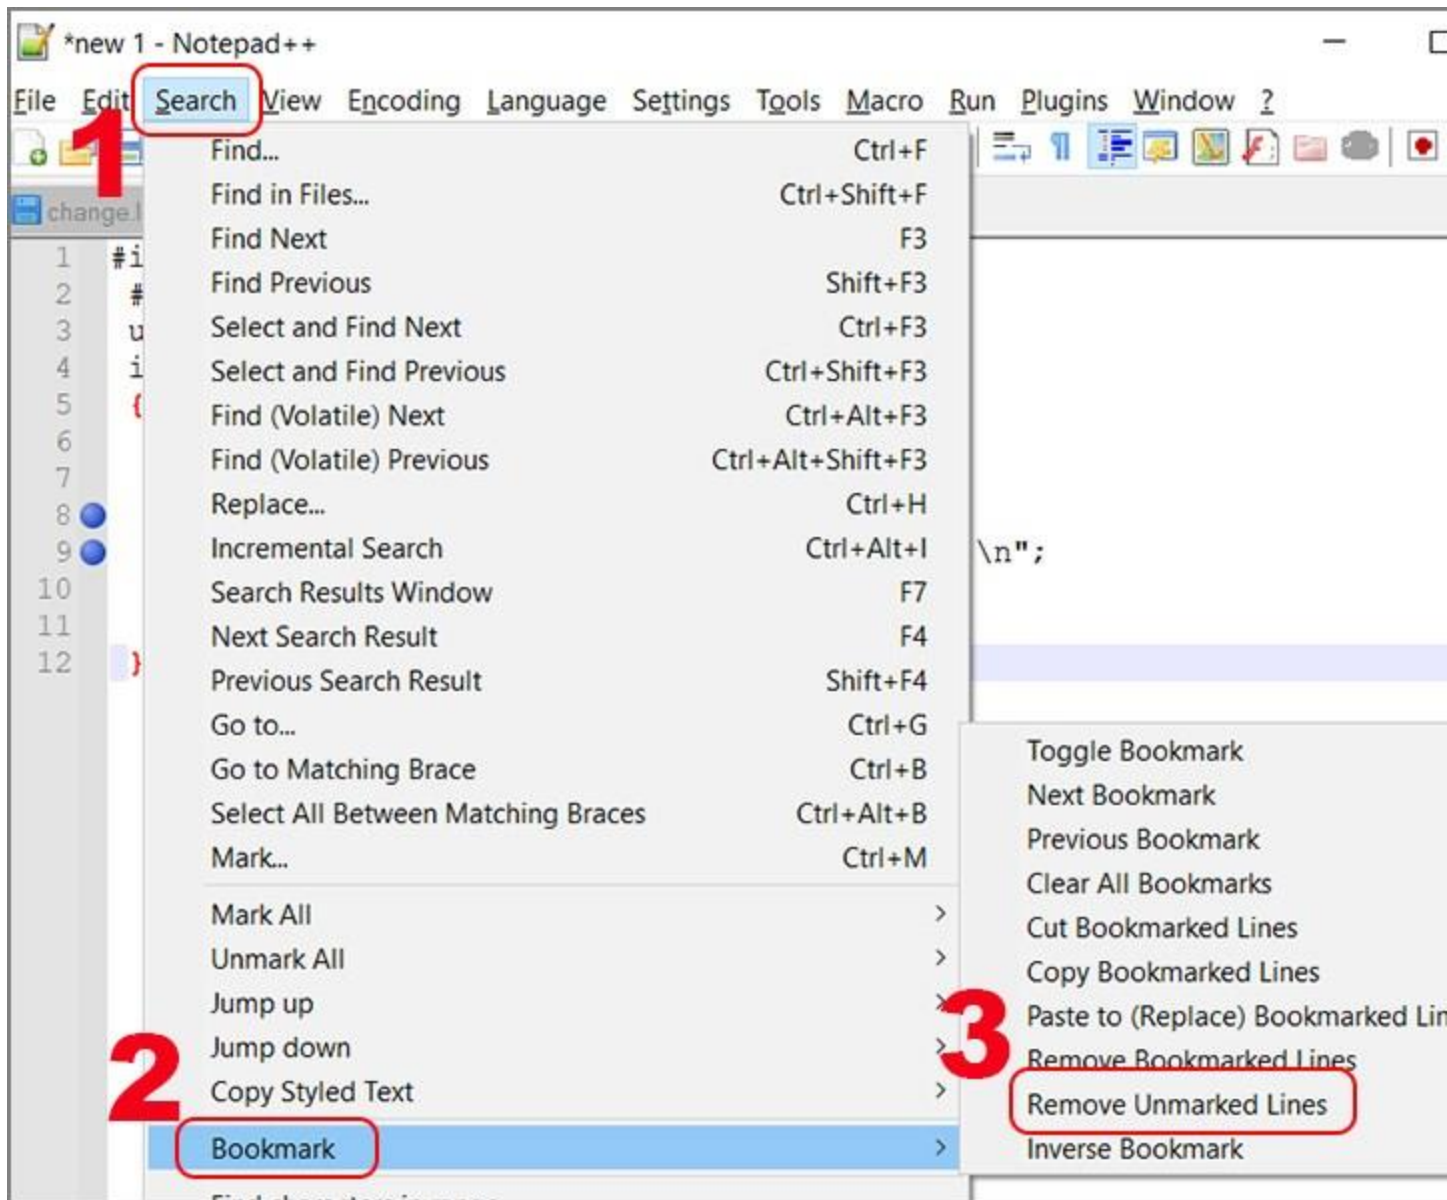 *new 1 - Notepad++
File Edit Search View Encoding Language Settings Tools Macro Run Plugins Window ?
1
change.l
Find... Ctrl+F
Find in Files... Ctrl+Shift+F
Find Next F3
Find Previous Shift+F3
Select and Find Next Ctrl+F3
Select and Find Previous Ctrl+Shift+F3
Find (Volatile) Next Ctrl+Alt+F3
Find (Volatile) Previous Ctrl+Alt+Shift+F3
Replace... Ctrl+H
Incremental Search Ctrl+Alt+I
Search Results Window F7
Next Search Result F4
Previous Search Result Shift+F4
Go to... Ctrl+G
Go to Matching Brace Ctrl+B
Select All Between Matching Braces Ctrl+Alt+B
Mark... Ctrl+M
Mark All >
Unmark All >
Jump up >
Jump down >
Copy Styled Text >
2
Bookmark >
1 #i
2 #
3 u
4 i
5 {
6
7
8
9 \n";
10
11
12 }
Toggle Bookmark
Next Bookmark
Previous Bookmark
Clear All Bookmarks
Cut Bookmarked Lines
Copy Bookmarked Lines
Paste to (Replace) Bookmarked Lin
3
Remove Bookmarked Lines
Remove Unmarked Lines
Inverse Bookmark